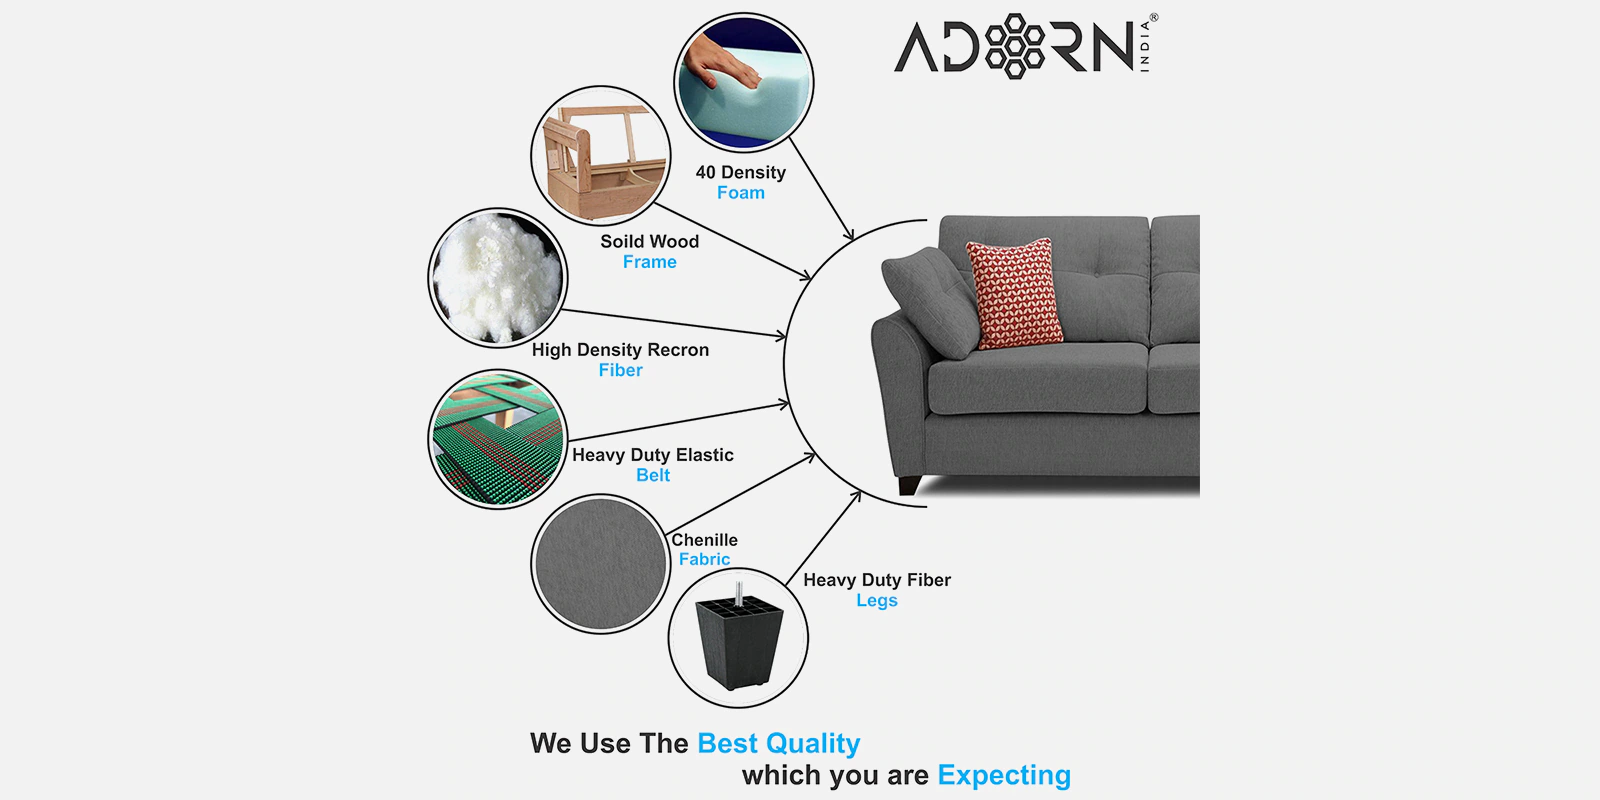 ADORN
INDIA
®
40 Density
Foam
Soild Wood
Frame
High Density Recron
Fiber
Heavy Duty Elastic
Belt
Chenille
Fabric
Heavy Duty Fiber
Legs
We Use The Best Quality
which you are Expecting